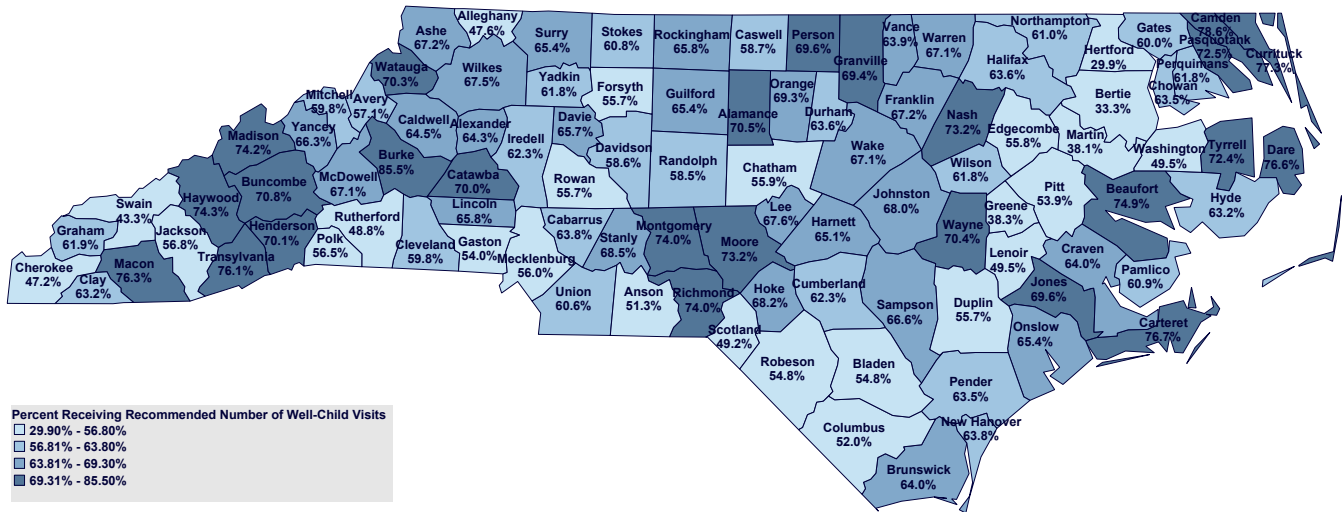 Alleghany
47.6%
Ashe
67.2%
Surry
65.4%
Stokes
60.8%
Rockingham
65.8%
Caswell
58.7%
Person
69.6%
Granville
69.4%
Vance
63.9%
Warren
67.1%
Northampton
61.0%
Halifax
63.6%
Hertford
29.9%
Gates
60.0%
Camden
78.6%
Pasquotank
72.5%
Currituck
77.3%
Perquimans
61.8%
Chowan
63.5%
Bertie
33.3%
Watauga
70.3%
Wilkes
67.5%
Yadkin
61.8%
Forsyth
55.7%
Guilford
65.4%
Alamance
70.5%
Orange
69.3%
Durham
63.6%
Franklin
67.2%
Nash
73.2%
Edgecombe
55.8%
Martin
38.1%
Washington
49.5%
Tyrrell
72.4%
Dare
76.6%
Mitchell
59.8%
Avery
57.1%
Caldwell
64.5%
Alexander
64.3%
Iredell
62.3%
Davie
65.7%
Davidson
58.6%
Randolph
58.5%
Chatham
55.9%
Wake
67.1%
Wilson
61.8%
Pitt
53.9%
Beaufort
74.9%
Hyde
63.2%
Madison
74.2%
Yancey
66.3%
Burke
85.5%
McDowell
67.1%
Catawba
70.0%
Rowan
55.7%
Buncombe
70.8%
Haywood
74.3%
Swain
43.3%
Graham
61.9%
Jackson
56.8%
Henderson
70.1%
Rutherford
48.8%
Polk
56.5%
Cleveland
59.8%
Lincoln
65.8%
Gaston
54.0%
Mecklenburg
56.0%
Cabarrus
63.8%
Stanly
68.5%
Montgomery
74.0%
Moore
73.2%
Lee
67.6%
Harnett
65.1%
Johnston
68.0%
Wayne
70.4%
Greene
38.3%
Lenoir
49.5%
Craven
64.0%
Pamlico
60.9%
Cherokee
47.2%
Clay
63.2%
Macon
76.3%
Transylvania
76.1%
Union
60.6%
Anson
51.3%
Richmond
74.0%
Hoke
68.2%
Cumberland
62.3%
Sampson
66.6%
Duplin
55.7%
Jones
69.6%
Onslow
65.4%
Carteret
76.7%
Scotland
49.2%
Robeson
54.8%
Bladen
54.8%
Pender
63.5%
Columbus
52.0%
New Hanover
63.8%
Brunswick
64.0%
Percent Receiving Recommended Number of Well-Child Visits
29.90% - 56.80%
56.81% - 63.80%
63.81% - 69.30%
69.31% - 85.50%